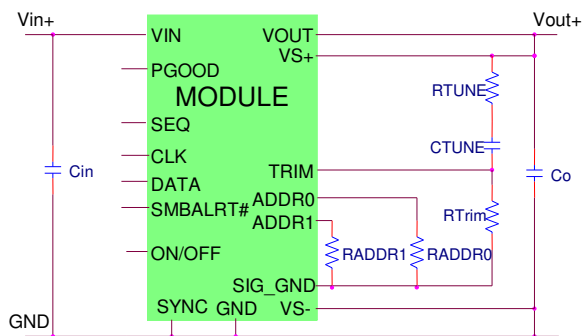 Vin+
Vout+
VIN
VOUT
VS+
PGOOD
RTUNE
MODULE
SEQ
CTUNE
CLK
TRIM
Cin
Co
DATA
ADDR0
SMBALRT#
ADDR1
RTrim
ON/OFF
RADDR1
RADDR0
SIG_GND
GND
SYNC
GND
VS-